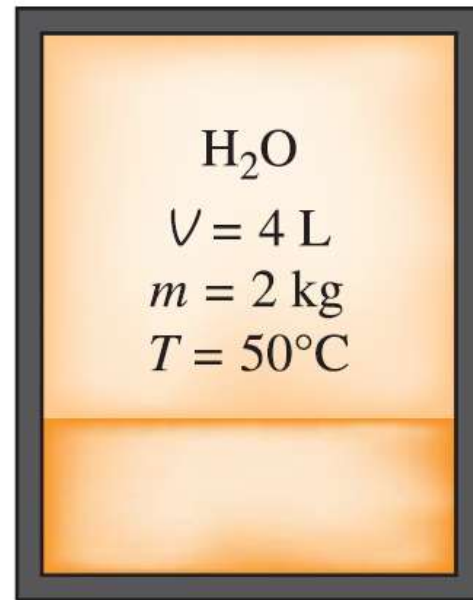 H₂O
V = 4 L
m = 2 kg
T = 50°C